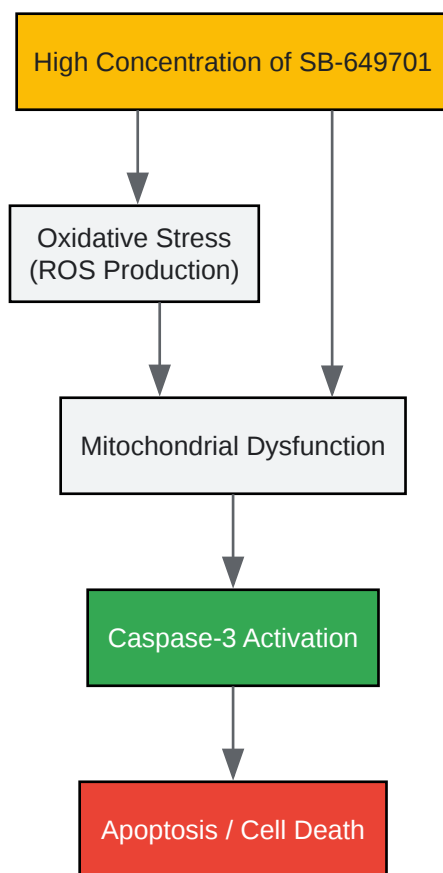 High Concentration of SB-649701
Oxidative Stress
(ROS Production)
Mitochondrial Dysfunction
Caspase-3 Activation
Apoptosis / Cell Death